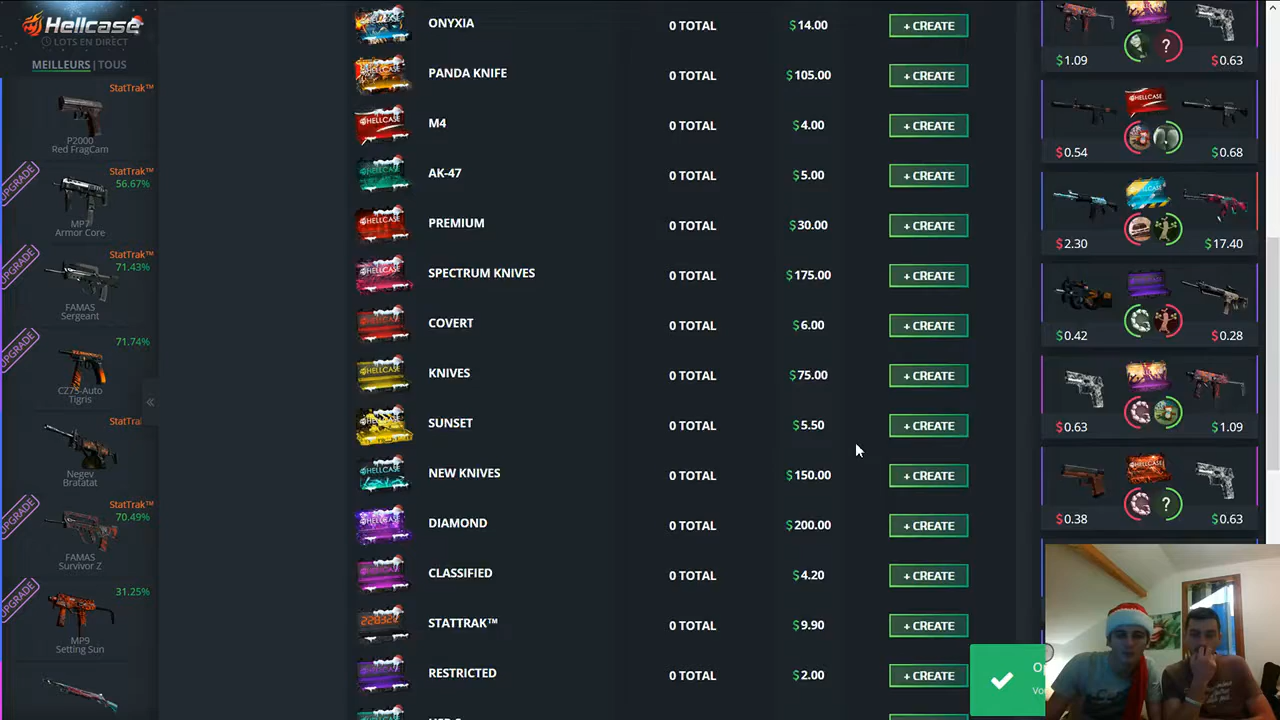 Hellcase
LOTS EN DIRECT
MEILLEURS | TOUS
StatTrak™
P2000
Red FragCam
UPGRADE
StatTrak™
56.67%
MP7
Armor Core
UPGRADE
StatTrak™
71.43%
FAMAS
Sergeant
UPGRADE
71.74%
CZ75-Auto
Tigris
«
StatTral
Negev
Bratatat
UPGRADE
StatTrak™
70.49%
FAMAS
Survivor Z
UPGRADE
31.25%
MP9
Setting Sun
ONYXIA 0 TOTAL $14.00 + CREATE
PANDA KNIFE 0 TOTAL $105.00 + CREATE
M4 0 TOTAL $4.00 + CREATE
AK-47 0 TOTAL $5.00 + CREATE
PREMIUM 0 TOTAL $30.00 + CREATE
SPECTRUM KNIVES 0 TOTAL $175.00 + CREATE
COVERT 0 TOTAL $6.00 + CREATE
KNIVES 0 TOTAL $75.00 + CREATE
SUNSET 0 TOTAL $5.50 + CREATE
NEW KNIVES 0 TOTAL $150.00 + CREATE
DIAMOND 0 TOTAL $200.00 + CREATE
CLASSIFIED 0 TOTAL $4.20 + CREATE
STATTRAK™ 0 TOTAL $9.90 + CREATE
RESTRICTED 0 TOTAL $2.00 + CREATE
$1.09 ? $0.63
$0.54 $0.68
$2.30 $17.40
$0.42 $0.28
$0.63 $1.09
$0.38 ? $0.63